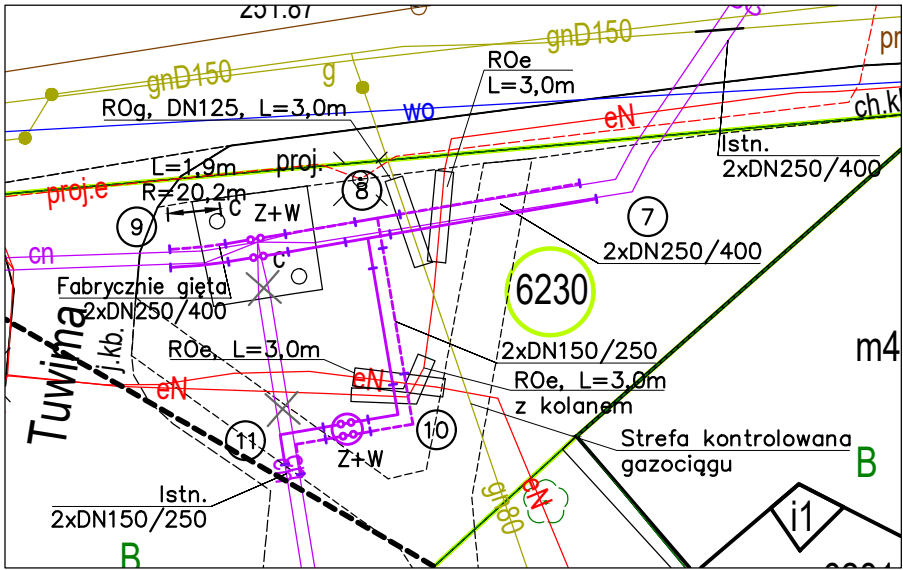 251.87
gnD150
gnD150
g
ROe
L=3,0m
pr
ROg, DN125, L=3,0m
wo
eN
ch.k
Istn.
2xDN250/400
L=1,9m
R=20,2m
proj.
proj.e
8
C
Z+W
9
7
cn
C
2xDN250/400
Fabrycznie gięta
2xDN250/400
6230
Tuwima
j.kb.
ROe, L=3,0m
2xDN150/250
m4
eN
eN
ROe, L=3,0m
z kolanem
11
10
Z+W
Strefa kontrolowana
gazociągu
B
Istn.
2xDN150/250
gn80
eN
i1
B